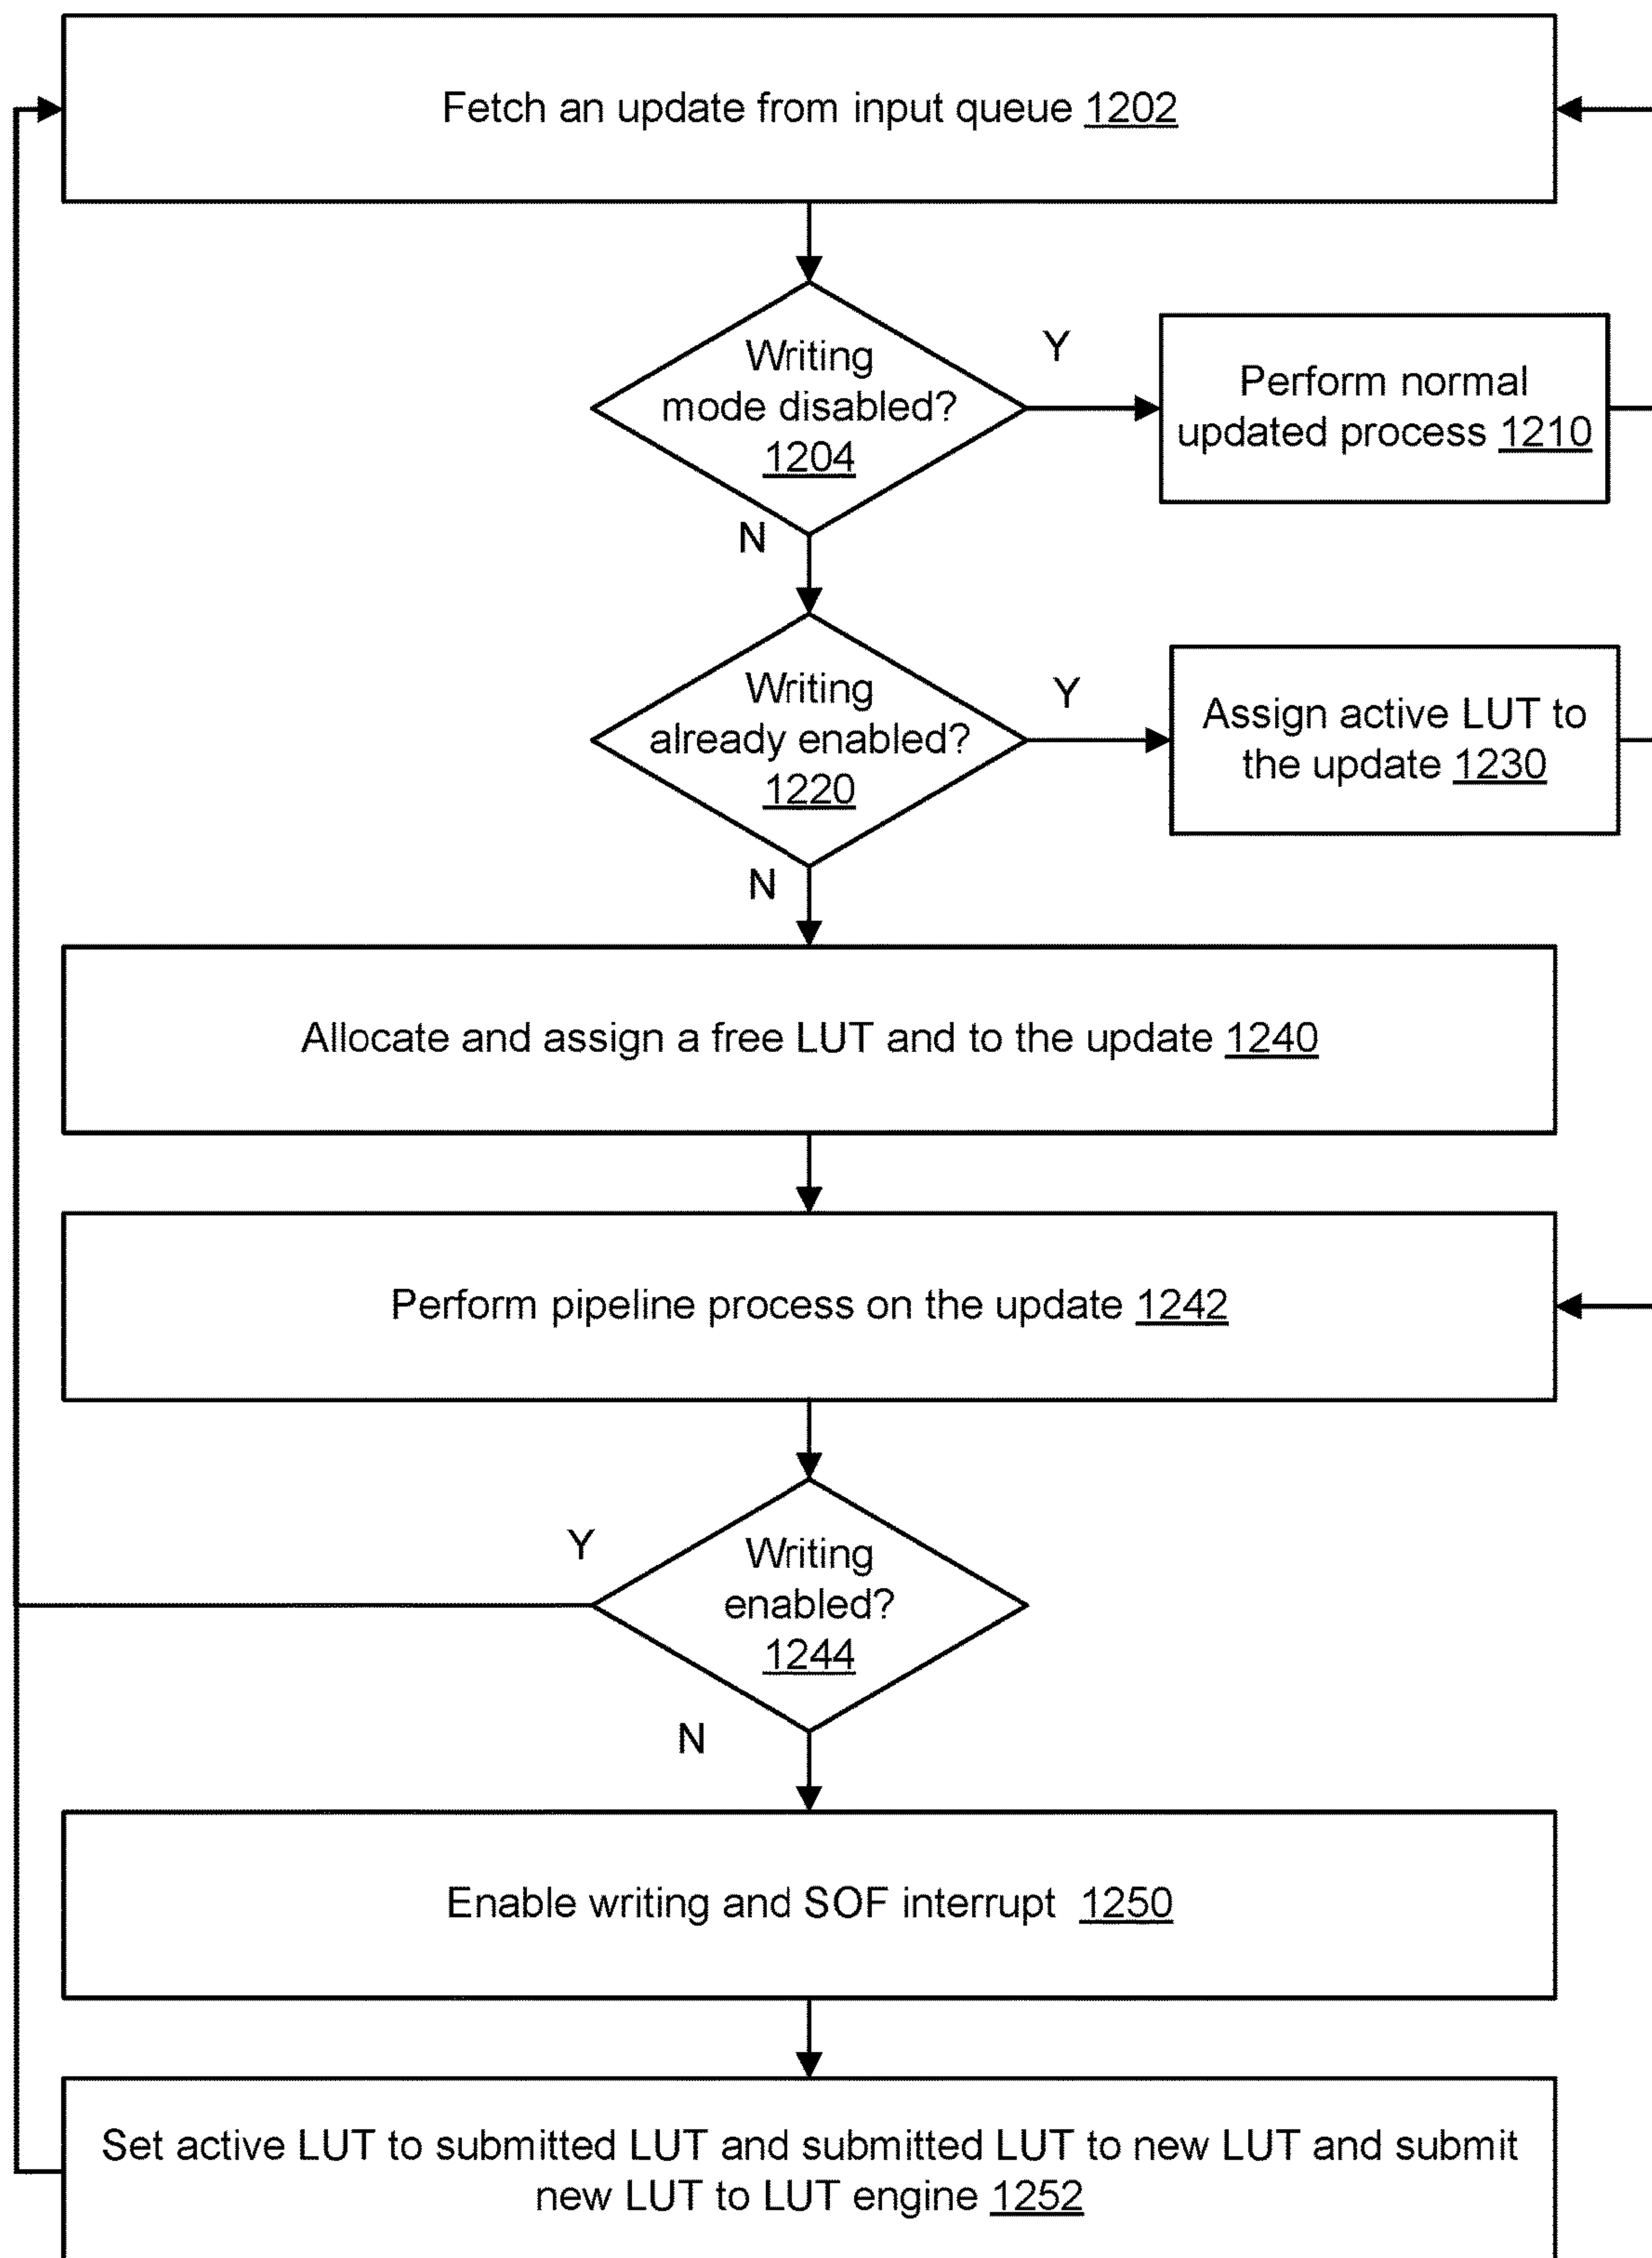 Fetch an update from input queue 1202
Writing
mode disabled?
1204
Y
Perform normal
updated process 1210
N
Writing
already enabled?
1220
Y
Assign active LUT to
the update 1230
N
Allocate and assign a free LUT and to the update 1240
Perform pipeline process on the update 1242
Y
Writing
enabled?
1244
N
Enable writing and SOF interrupt 1250
Set active LUT to submitted LUT and submitted LUT to new LUT and submit
new LUT to LUT engine 1252